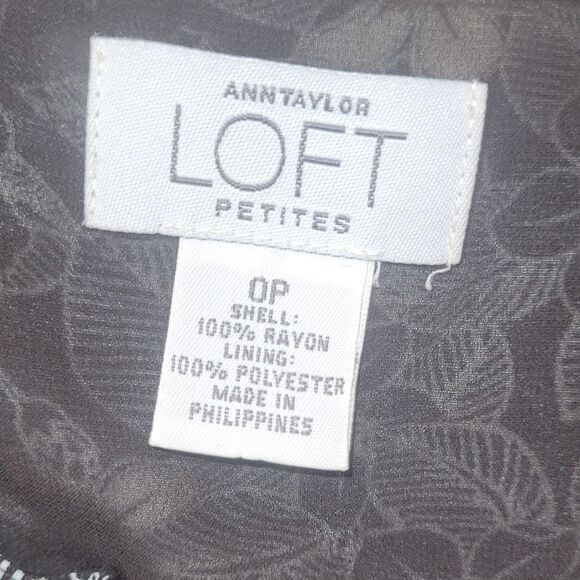 ANNTAYLOR
LOFT
PETITES
0P
SHELL:
100% RAYON
LINING:
100% POLYESTER
MADE IN
PHILIPPINES